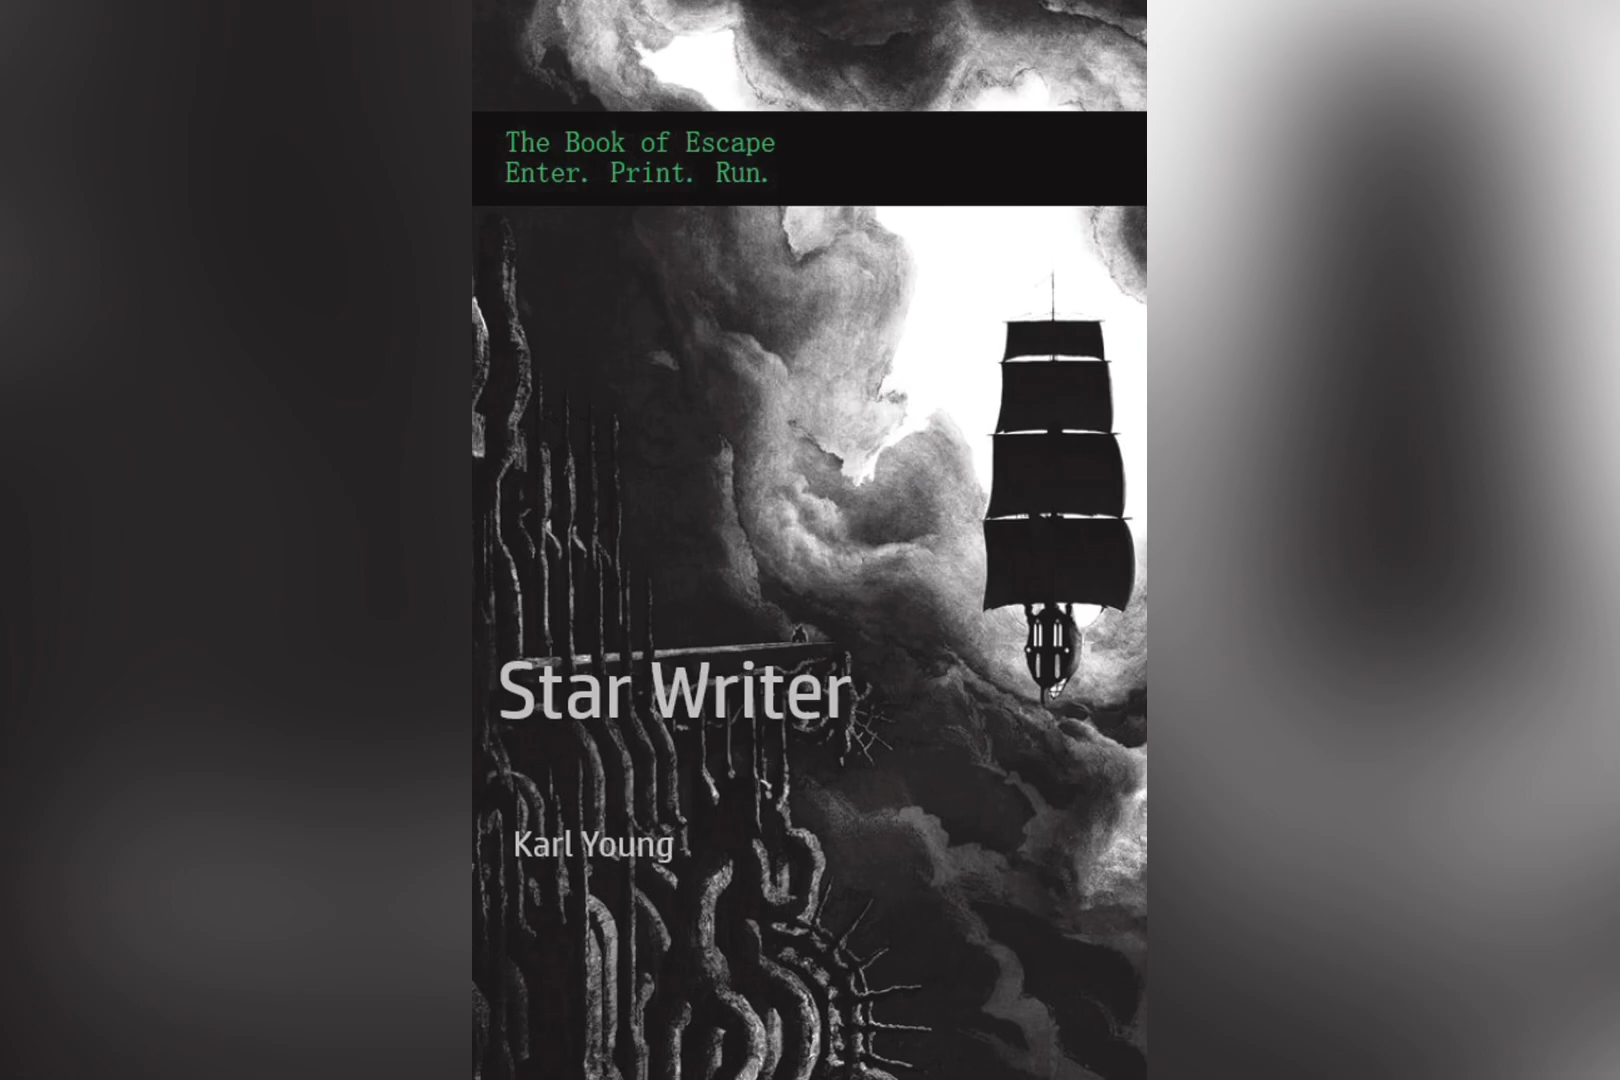 The Book of Escape
Enter. Print. Run.
Star Writer
Karl Young